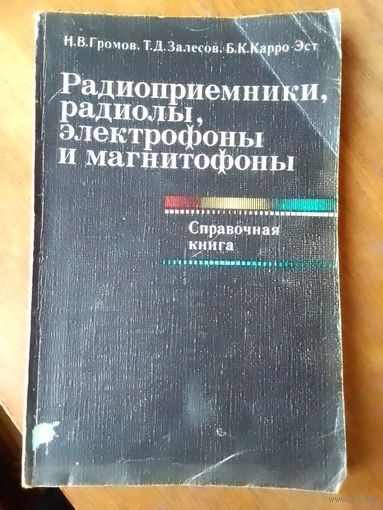 Н.В.Громов. Т.Д.Залесов. Б.К.Карро-Эст
Радиоприемники,
радиолы,
электрофоны
и магнитофоны
Справочная
книга